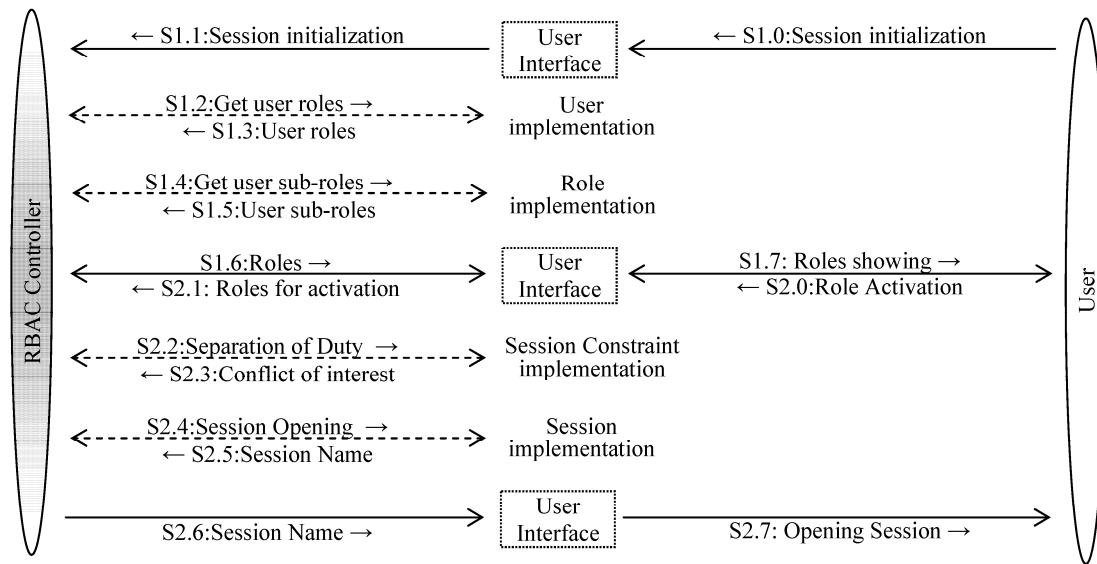 ← S1.1:Session initialization
User
Interface
← S1.0:Session initialization
S1.2:Get user roles →
← S1.3:User roles
User
implementation
S1.4:Get user sub-roles →
← S1.5:User sub-roles
Role
implementation
S1.6:Roles →
← S2.1: Roles for activation
User
Interface
S1.7: Roles showing →
← S2.0:Role Activation
S2.2:Separation of Duty →
← S2.3:Conflict of interest
Session Constraint
implementation
S2.4:Session Opening →
← S2.5:Session Name
Session
implementation
S2.6:Session Name →
User
Interface
S2.7: Opening Session →
RBAC Controller
User